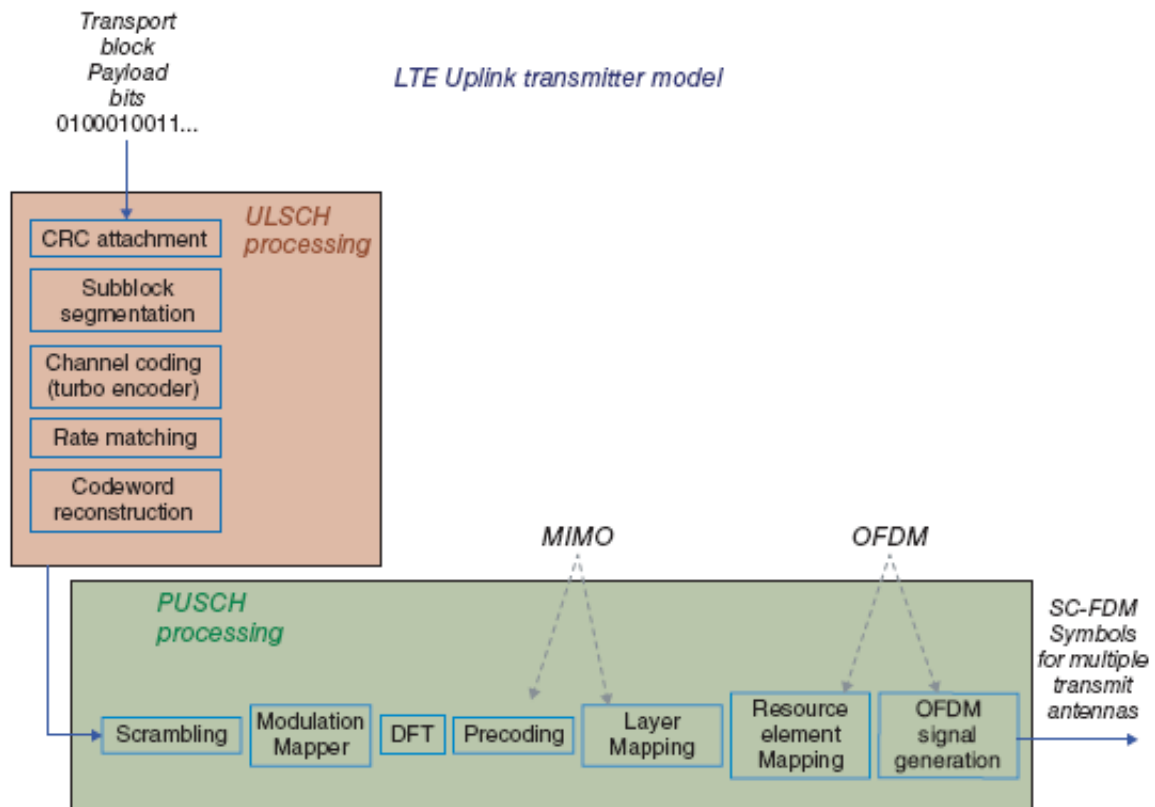 Transport
block
Payload
bits
0100010011...
LTE Uplink transmitter model
ULSCH
processing
CRC attachment
Subblock
segmentation
Channel coding
(turbo encoder)
Rate matching
Codeword
reconstruction
MIMO
OFDM
PUSCH
processing
Scrambling
Modulation
Mapper
DFT
Precoding
Layer
Mapping
Resource
element
Mapping
OFDM
signal
generation
SC-FDM
Symbols
for multiple
transmit
antennas